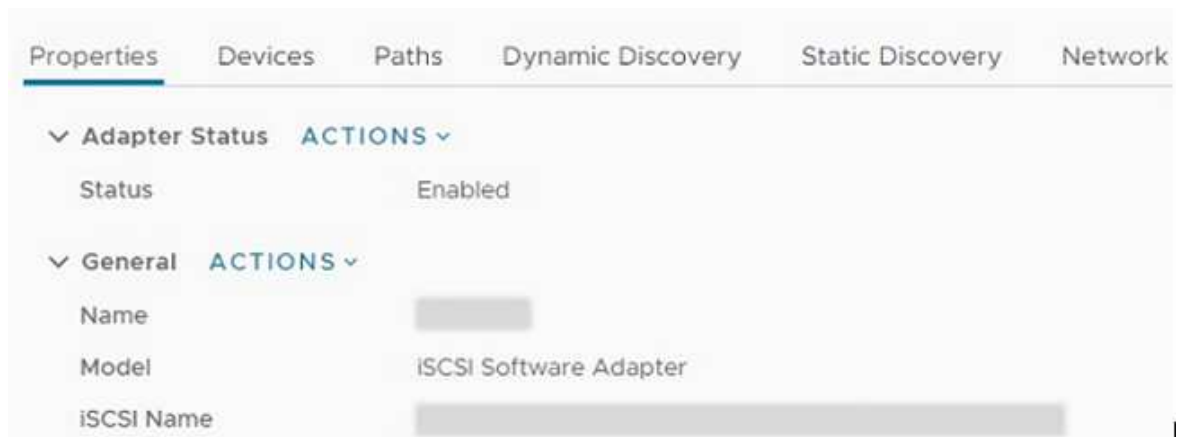 Properties Devices Paths Dynamic Discovery Static Discovery Network
Adapter Status ACTIONS
Status Enabled
General ACTIONS
Name
Model iSCSI Software Adapter
iSCSI Name